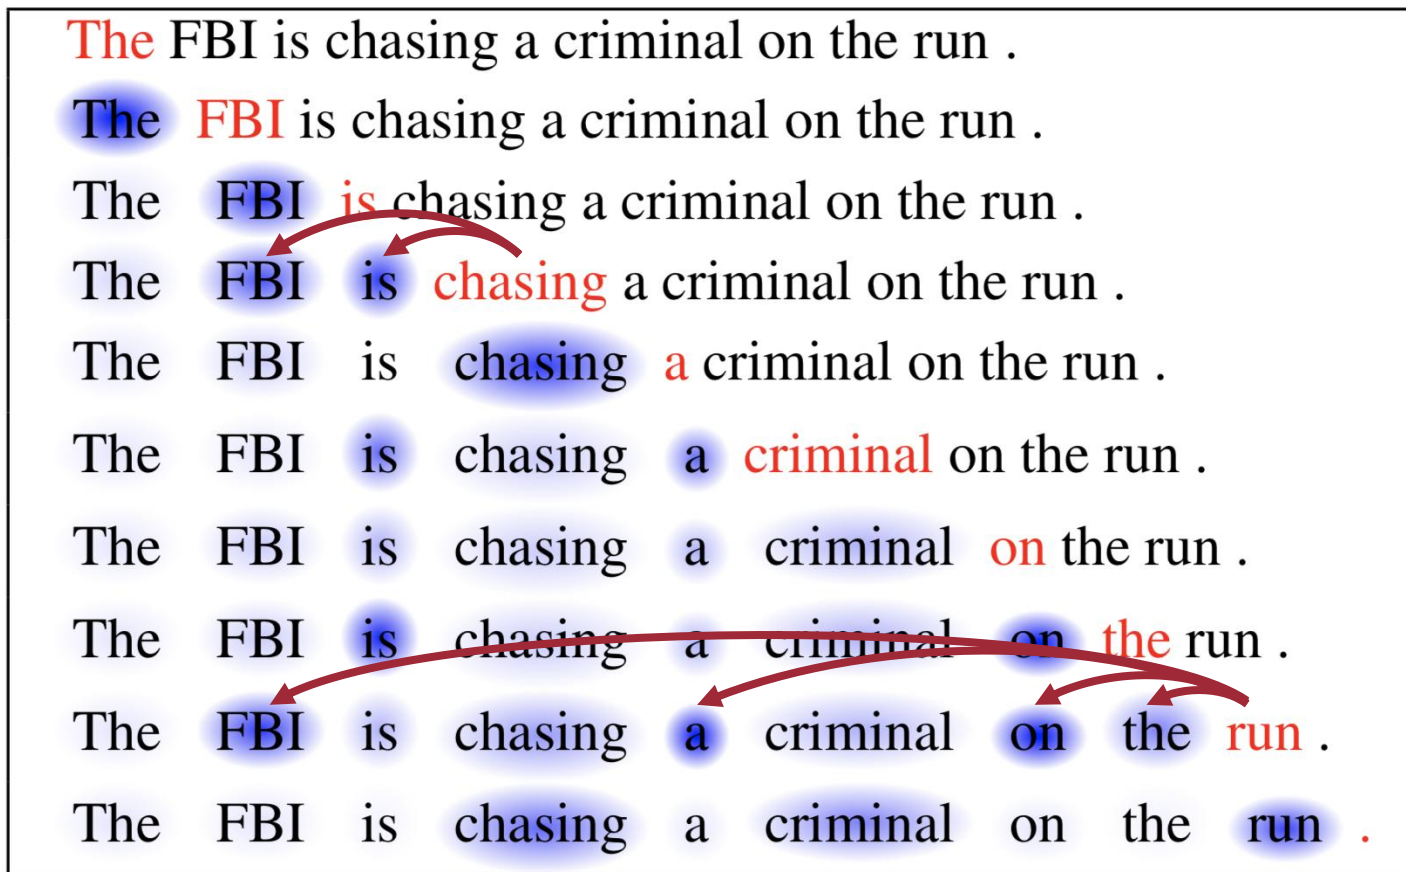 The FBI is chasing a criminal on the run .
The FBI is chasing a criminal on the run .
The FBI is chasing a criminal on the run .
The FBI is chasing a criminal on the run .
The FBI is chasing a criminal on the run .
The FBI is chasing a criminal on the run .
The FBI is chasing a criminal on the run .
The FBI is chasing a criminal on the run .
The FBI is chasing a criminal on the run .
The FBI is chasing a criminal on the run .